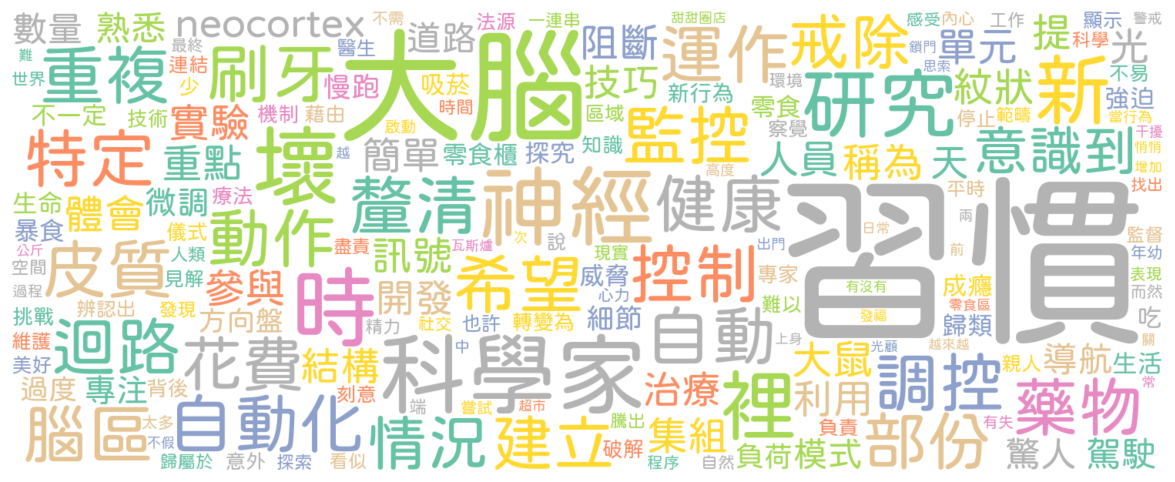 數量 熟悉 neocortex 不需 法源 一連串 甜甜圈店 感受 內心 工作 顯示 警戒
難 最終 醫生 道路 阻斷 運作 戒除 鎖門 單元 提 科學 光
世界 重複 連結 刷牙 慢跑 大腦 吸菸 技巧 環境 研究 思索 紋狀 新 不易
少 時間 新行為 零食 停止 範疇 強迫 當行為
不一定 技術 實驗 機制 藉由 啟動 區域 監控 察覺 意識到 干擾
特定 重點 壞 越 簡單 零食櫃 探究 知識 人員 稱為 天 悄悄 增加
生命 體會 微調 療法 釐清 神經 高度 健康 習慣 平時 找出
暴食 儀式 動作 盡責 瓦斯爐 次 說 現實 出門 日常 兩 前 監督
公斤 皮質 人類 訊號 希望 威脅 控制 專家 年幼
空間 見解 參與 時 開發 心力 有沒有 成癮 表現
過程 辨認出 發現 方向盤 精力 社交 也許 轉變為 細節 自動 難以 發福 零食區 而然
挑戰 迴路 中 上身 歸類 吃
維護 花費 結構 科學家 光顧 越來越 關
美好 過度 專注 背後 刻意 治療 裡 大鼠 調控 親人 導航 生活
腦區 自動化 端 嘗試 超市 騰出 利用 藥物 常
太多 情況 建立 集組 負責 部份 有失
不假 破解 負荷模式 驚人 駕駛
歸屬於 意外 探索 看似 程序 自然